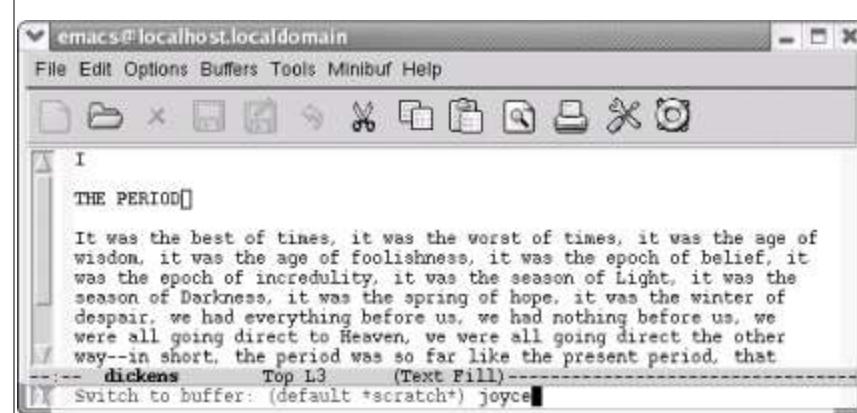 emacs@localhost.localdomain
File Edit Options Buffers Tools Minibuf Help
I
THE PERIOD
It was the best of times, it was the worst of times, it was the age of
wisdom, it was the age of foolishness, it was the epoch of belief, it
was the epoch of incredulity, it was the season of Light, it was the
season of Darkness, it was the spring of hope, it was the winter of
despair, we had everything before us, we had nothing before us, we
were all going direct to Heaven, we were all going direct the other
way--in short, the period was so far like the present period, that
--:-- dickens Top L3 (Text Fill)----------------------------------
Switch to buffer: (default *scratch*) joyce